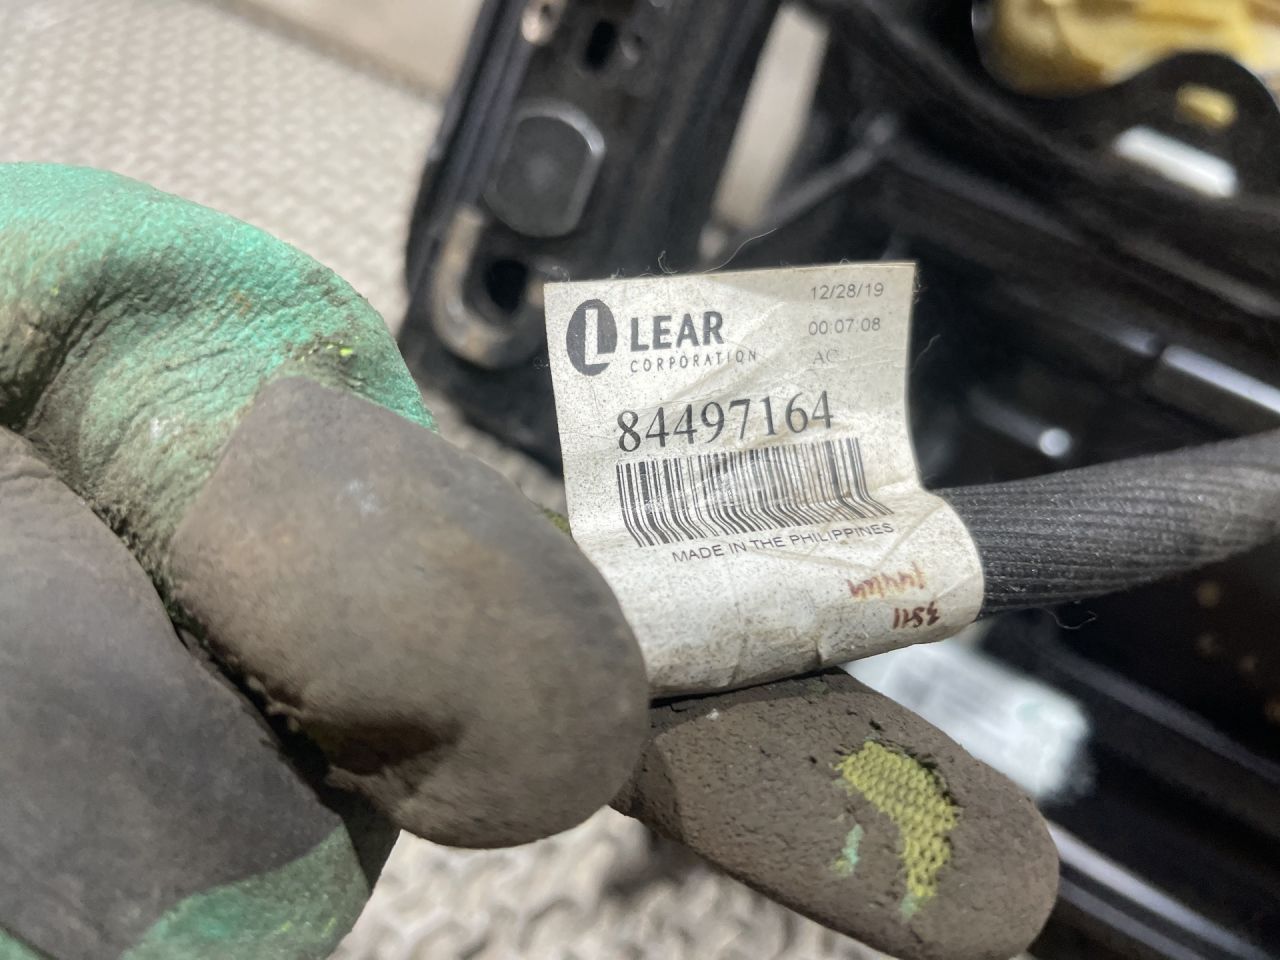 12/28/19
L LEAR
CORPORATION
00:07:08
AC
84497164
MADE IN THE PHILIPPINES